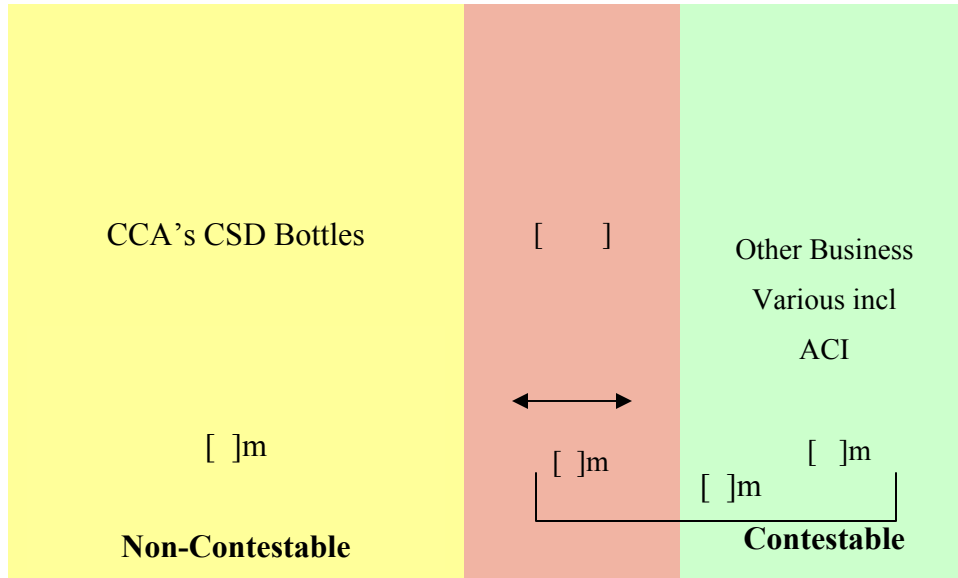 CCA’s CSD Bottles
[ ]
Other Business
Various incl
ACI
[ ]m
[ ]m
[ ]m
[ ]m
Non-Contestable
Contestable